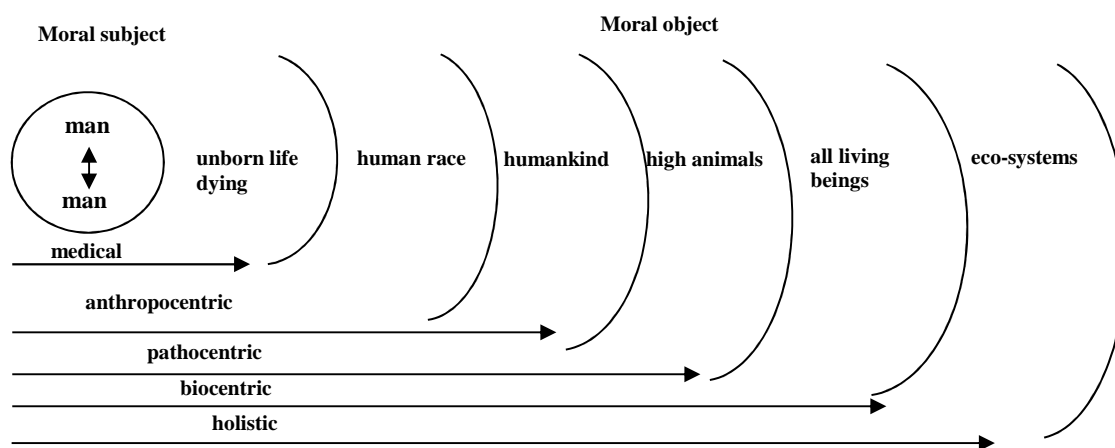 Moral subject
Moral object
man
man
unborn life
dying
human race
humankind
high animals
all living
beings
eco-systems
medical
anthropocentric
pathocentric
biocentric
holistic